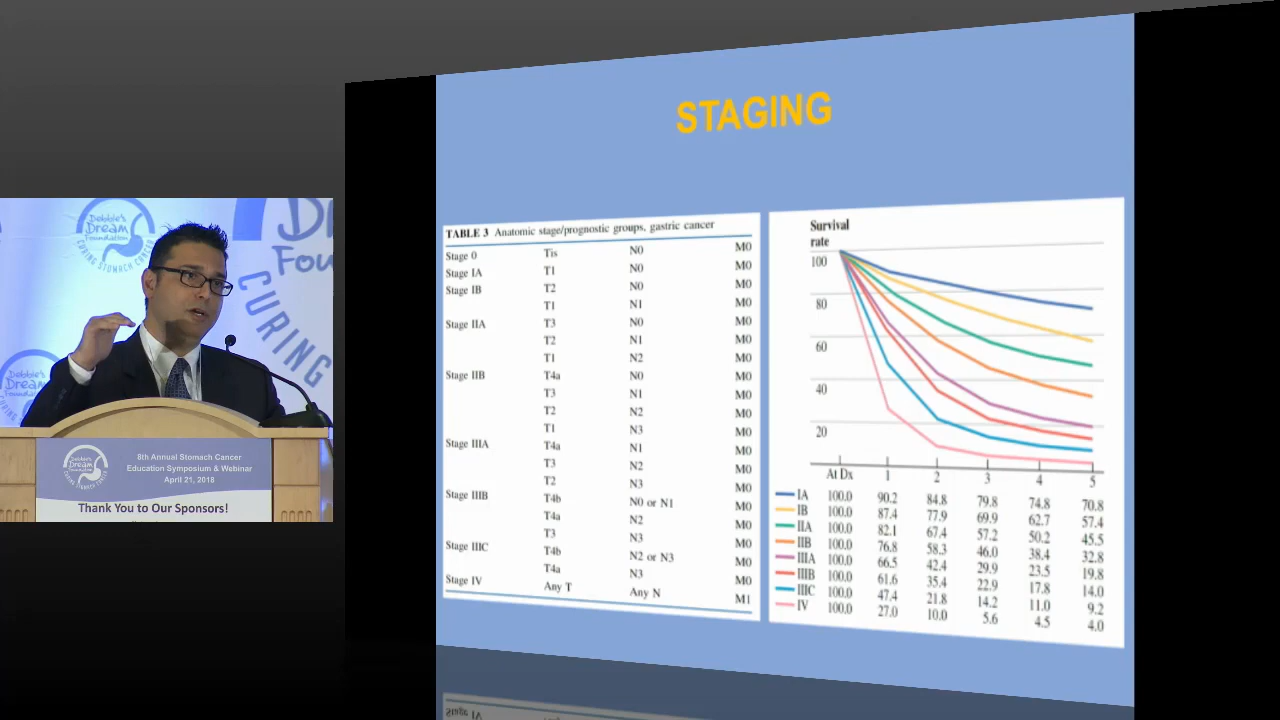 STAGING
TABLE 3 Anatomic stage/prognostic groups, gastric cancer
Stage 0 Tis N0 M0
Stage IA T1 N0 M0
Stage IB T2 N0 M0
T1 N1 M0
Stage IIA T3 N0 M0
T2 N1 M0
T1 N2 M0
Stage IIB T4a N0 M0
T3 N1 M0
T2 N2 M0
T1 N3 M0
Stage IIIA T4a N1 M0
T3 N2 M0
T2 N3 M0
Stage IIIB T4b N0 or N1 M0
T4a N2 M0
T3 N3 M0
Stage IIIC T4b N2 or N3 M0
T4a N3 M0
Stage IV Any T Any N M1
Survival
rate
100
80
60
40
20
At Dx 1 2 3 4 5
IA 100.0 90.2 84.8 79.8 74.8 70.8
IB 100.0 87.4 77.9 69.9 62.7 57.4
IIA 100.0 82.1 67.4 57.2 50.2 45.5
IIB 100.0 76.8 58.3 46.0 38.4 32.8
IIIA 100.0 66.5 42.4 29.9 23.5 19.8
IIIB 100.0 61.6 35.4 22.9 17.8 14.0
IIIC 100.0 47.4 21.8 14.2 11.0 9.2
IV 100.0 27.0 10.0 5.6 4.5 4.0
Debbie's
Dream
Foundation
CURING STOMACH CANCER
CURING
Debbie's
Dream
Debbie's
Dream
Foundation
CURING STOMACH CANCER
8th Annual Stomach Cancer
Education Symposium & Webinar
April 21, 2018
Thank You to Our Sponsors!